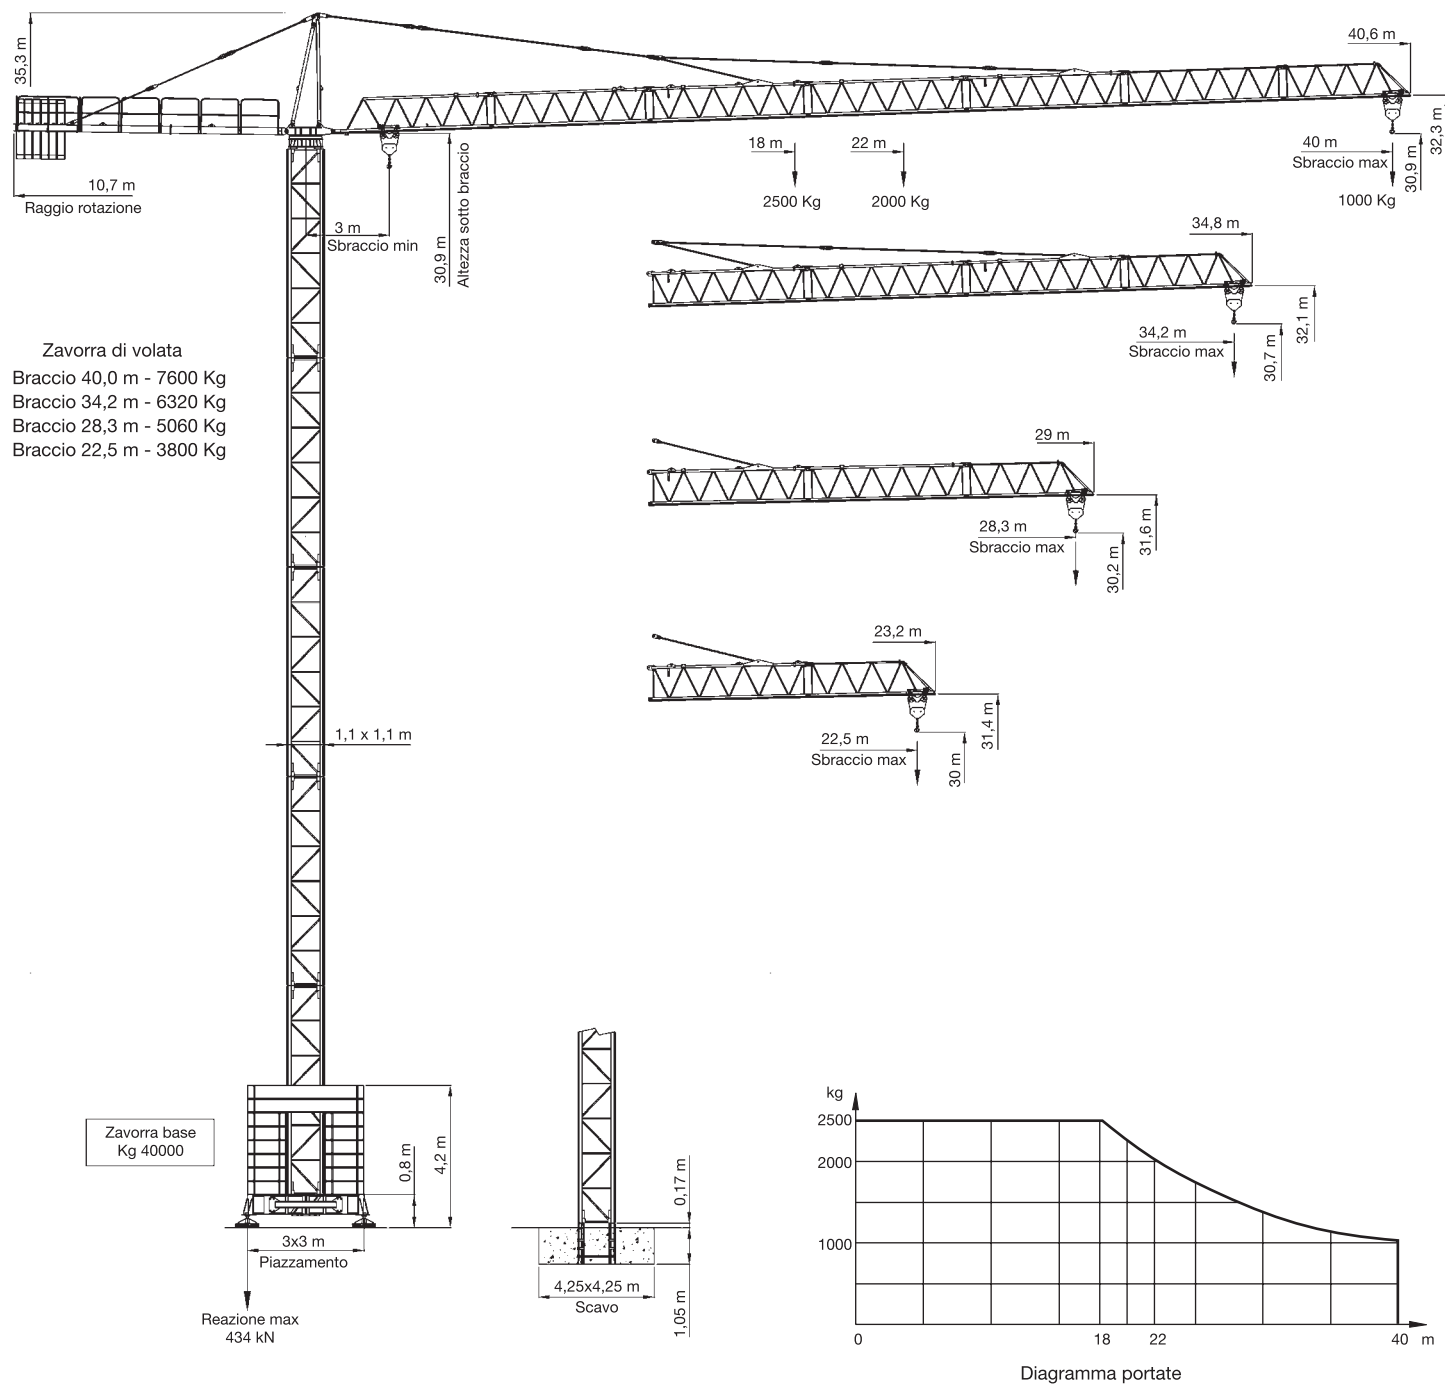 35,3 m
40,6 m
32,3 m
30,9 m
18 m
2500 Kg
22 m
2000 Kg
40 m
Sbraccio max
1000 Kg
10,7 m
Raggio rotazione
3 m
Sbraccio min
30,9 m
Altezza sotto braccio
34,8 m
32,1 m
34,2 m
Sbraccio max
30,7 m
Zavorra di volata
Braccio 40,0 m - 7600 Kg
Braccio 34,2 m - 6320 Kg
Braccio 28,3 m - 5060 Kg
Braccio 22,5 m - 3800 Kg
29 m
31,6 m
28,3 m
Sbraccio max
30,2 m
23,2 m
31,4 m
22,5 m
Sbraccio max
30 m
1,1 x 1,1 m
Zavorra base
Kg 40000
0,8 m
4,2 m
3x3 m
Piazzamento
Reazione max
434 kN
0,17 m
4,25x4,25 m
Scavo
1,05 m
kg
2500
2000
1000
0 18 22 40 m
Diagramma portate